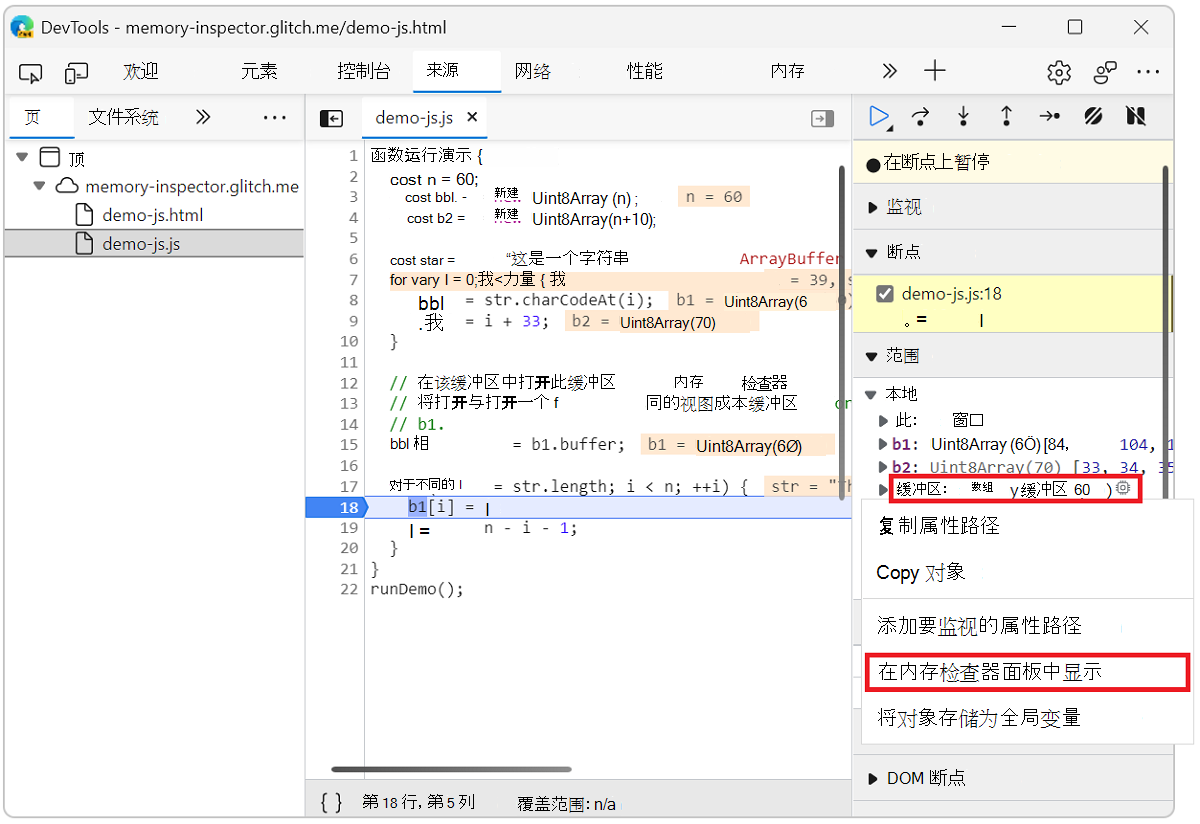 DevTools - memory-inspector.glitch.me/demo-js.html
欢迎 元素 控制台 来源 网络 性能 内存
页 文件系统
demo-js.js
顶
memory-inspector.glitch.me
demo-js.html
demo-js.js
1 函数运行演示 {
2 cost n = 60;
3 cost bbl. - 新建 Uint8Array (n) ; n = 60
4 cost b2 = 新建 Uint8Array(n+10);
5
6 cost star = “这是一个字符串 ArrayBuffer
7 for vary I = 0;我<力量 { 我 = 39, s
8 bbl = str.charCodeAt(i); b1 = Uint8Array(6 0)
9 .我 = i + 33; b2 = Uint8Array(70)
10 }
11
12 // 在该缓冲区中打开此缓冲区 内存 检查器
13 // 将打开与打开一个 f 同的视图成本缓冲区 on
14 // b1.
15 bbl 相 = b1.buffer; b1 = Uint8Array(6Ø)
16
17 对于不同的 I = str.length; i < n; ++i) { str = "Th
18 b1[i] = |
19 | = n - i - 1;
20 }
21 }
22 runDemo();
{ } 第 18 行, 第 5 列 覆盖范围: n/a
在断点上暂停
监视
断点
demo-js.js:18
。= |
范围
本地
此: 窗口
b1: Uint8Array (6Ö) [84, 104, 1
b2: Uint8Array(70) [33, 34, 35
缓冲区: 数组 y缓冲区 60 )
复制属性路径
Copy 对象
添加要监视的属性路径
在内存检查器面板中显示
将对象存储为全局变量
DOM 断点